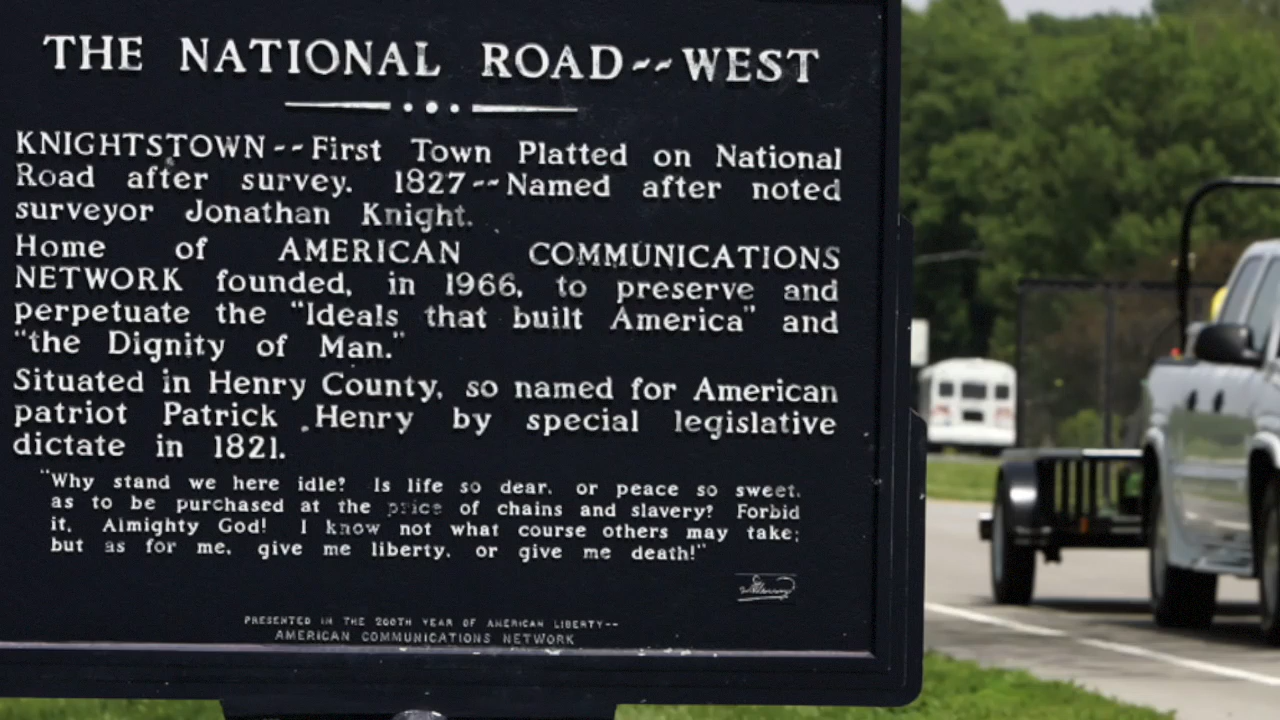 THE NATIONAL ROAD--WEST
KNIGHTSTOWN--First Town Platted on National
Road after survey. 1827--Named after noted
surveyor Jonathan Knight.
Home of AMERICAN COMMUNICATIONS
NETWORK founded, in 1966, to preserve and
perpetuate the "Ideals that built America" and
"the Dignity of Man."
Situated in Henry County, so named for American
patriot Patrick Henry by special legislative
dictate in 1821.
"Why stand we here idle? Is life so dear, or peace so sweet,
as to be purchased at the price of chains and slavery? Forbid
it, Almighty God! I know not what course others may take;
but as for me, give me liberty, or give me death!"
PRESENTED IN THE 200TH YEAR OF AMERICAN LIBERTY--
AMERICAN COMMUNICATIONS NETWORK